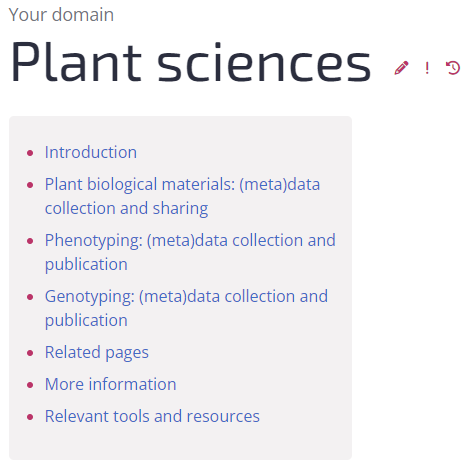 Your domain
Plant sciences
Introduction
Plant biological materials: (meta)data
collection and sharing
Phenotyping: (meta)data collection and
publication
Genotyping: (meta)data collection and
publication
Related pages
More information
Relevant tools and resources